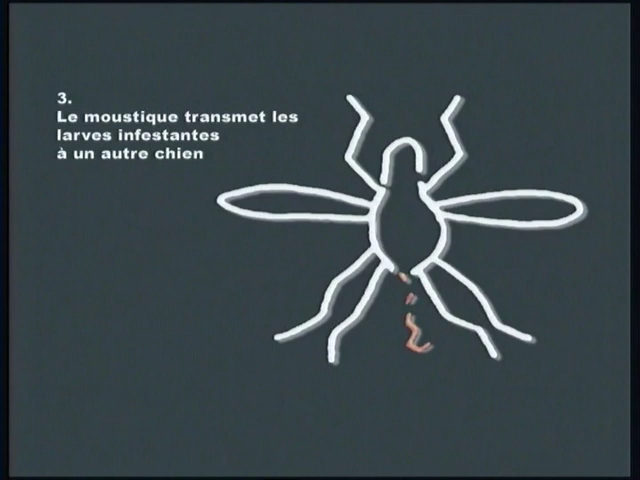 3.
Le moustique transmet les
larves infestantes
à un autre chien